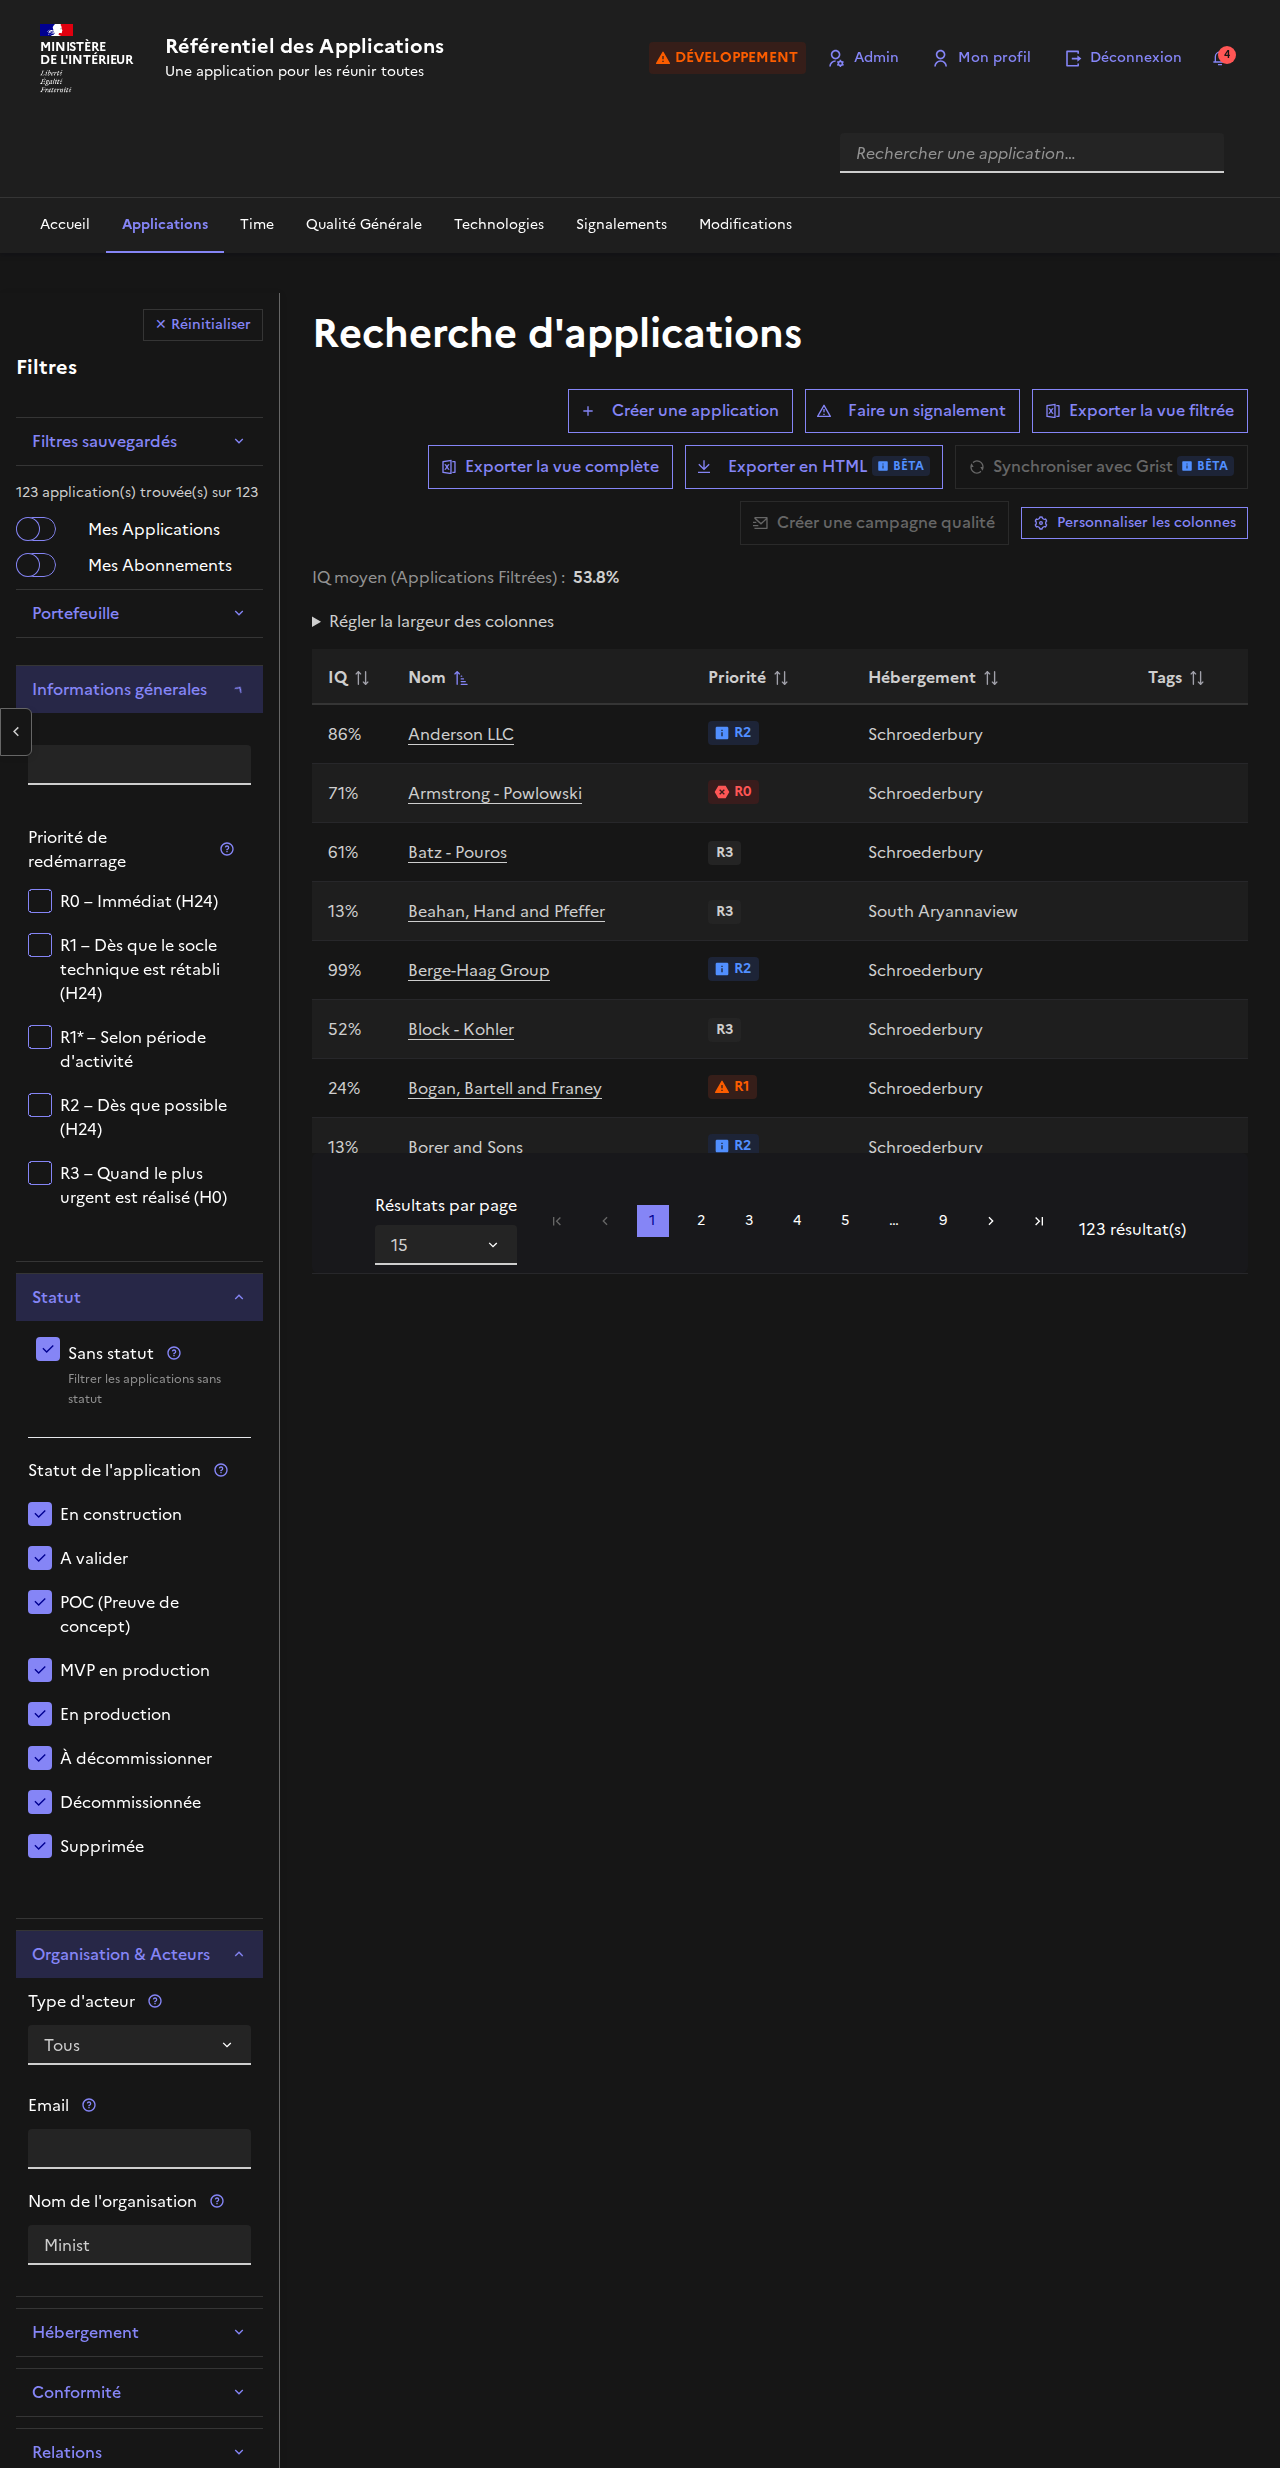 MINISTÈRE
DE L'INTÉRIEUR
Liberté
Égalité
Fraternité
Référentiel des Applications
Une application pour les réunir toutes
DÉVELOPPEMENT
Admin
Mon profil
Déconnexion
4
Rechercher une application…
Accueil
Applications
Time
Qualité Générale
Technologies
Signalements
Modifications
✕ Réinitialiser
Filtres
Filtres sauvegardés
123 application(s) trouvée(s) sur 123
Mes Applications
Mes Abonnements
Portefeuille
Informations génerales
Priorité de
redémarrage
R0 – Immédiat (H24)
R1 – Dès que le socle
technique est rétabli
(H24)
R1* – Selon période
d'activité
R2 – Dès que possible
(H24)
R3 – Quand le plus
urgent est réalisé (H0)
Statut
Sans statut
Filtrer les applications sans
statut
Statut de l'application
En construction
A valider
POC (Preuve de
concept)
MVP en production
En production
À décommissionner
Décommissionnée
Supprimée
Organisation & Acteurs
Type d'acteur
Tous
Email
Nom de l'organisation
Minist
Hébergement
Conformité
Relations
Recherche d'applications
Créer une application
Faire un signalement
Exporter la vue filtrée
Exporter la vue complète
Exporter en HTML BÊTA
Synchroniser avec Grist BÊTA
Créer une campagne qualité
Personnaliser les colonnes
IQ moyen (Applications Filtrées) : 53.8%
Régler la largeur des colonnes
IQ Nom Priorité Hébergement Tags
86% Anderson LLC R2 Schroederbury
71% Armstrong - Powlowski R0 Schroederbury
61% Batz - Pouros R3 Schroederbury
13% Beahan, Hand and Pfeffer R3 South Aryannaview
99% Berge-Haag Group R2 Schroederbury
52% Block - Kohler R3 Schroederbury
24% Bogan, Bartell and Franey R1 Schroederbury
13% Borer and Sons R2 Schroederbury
Résultats par page
15
1 2 3 4 5 … 9
123 résultat(s)